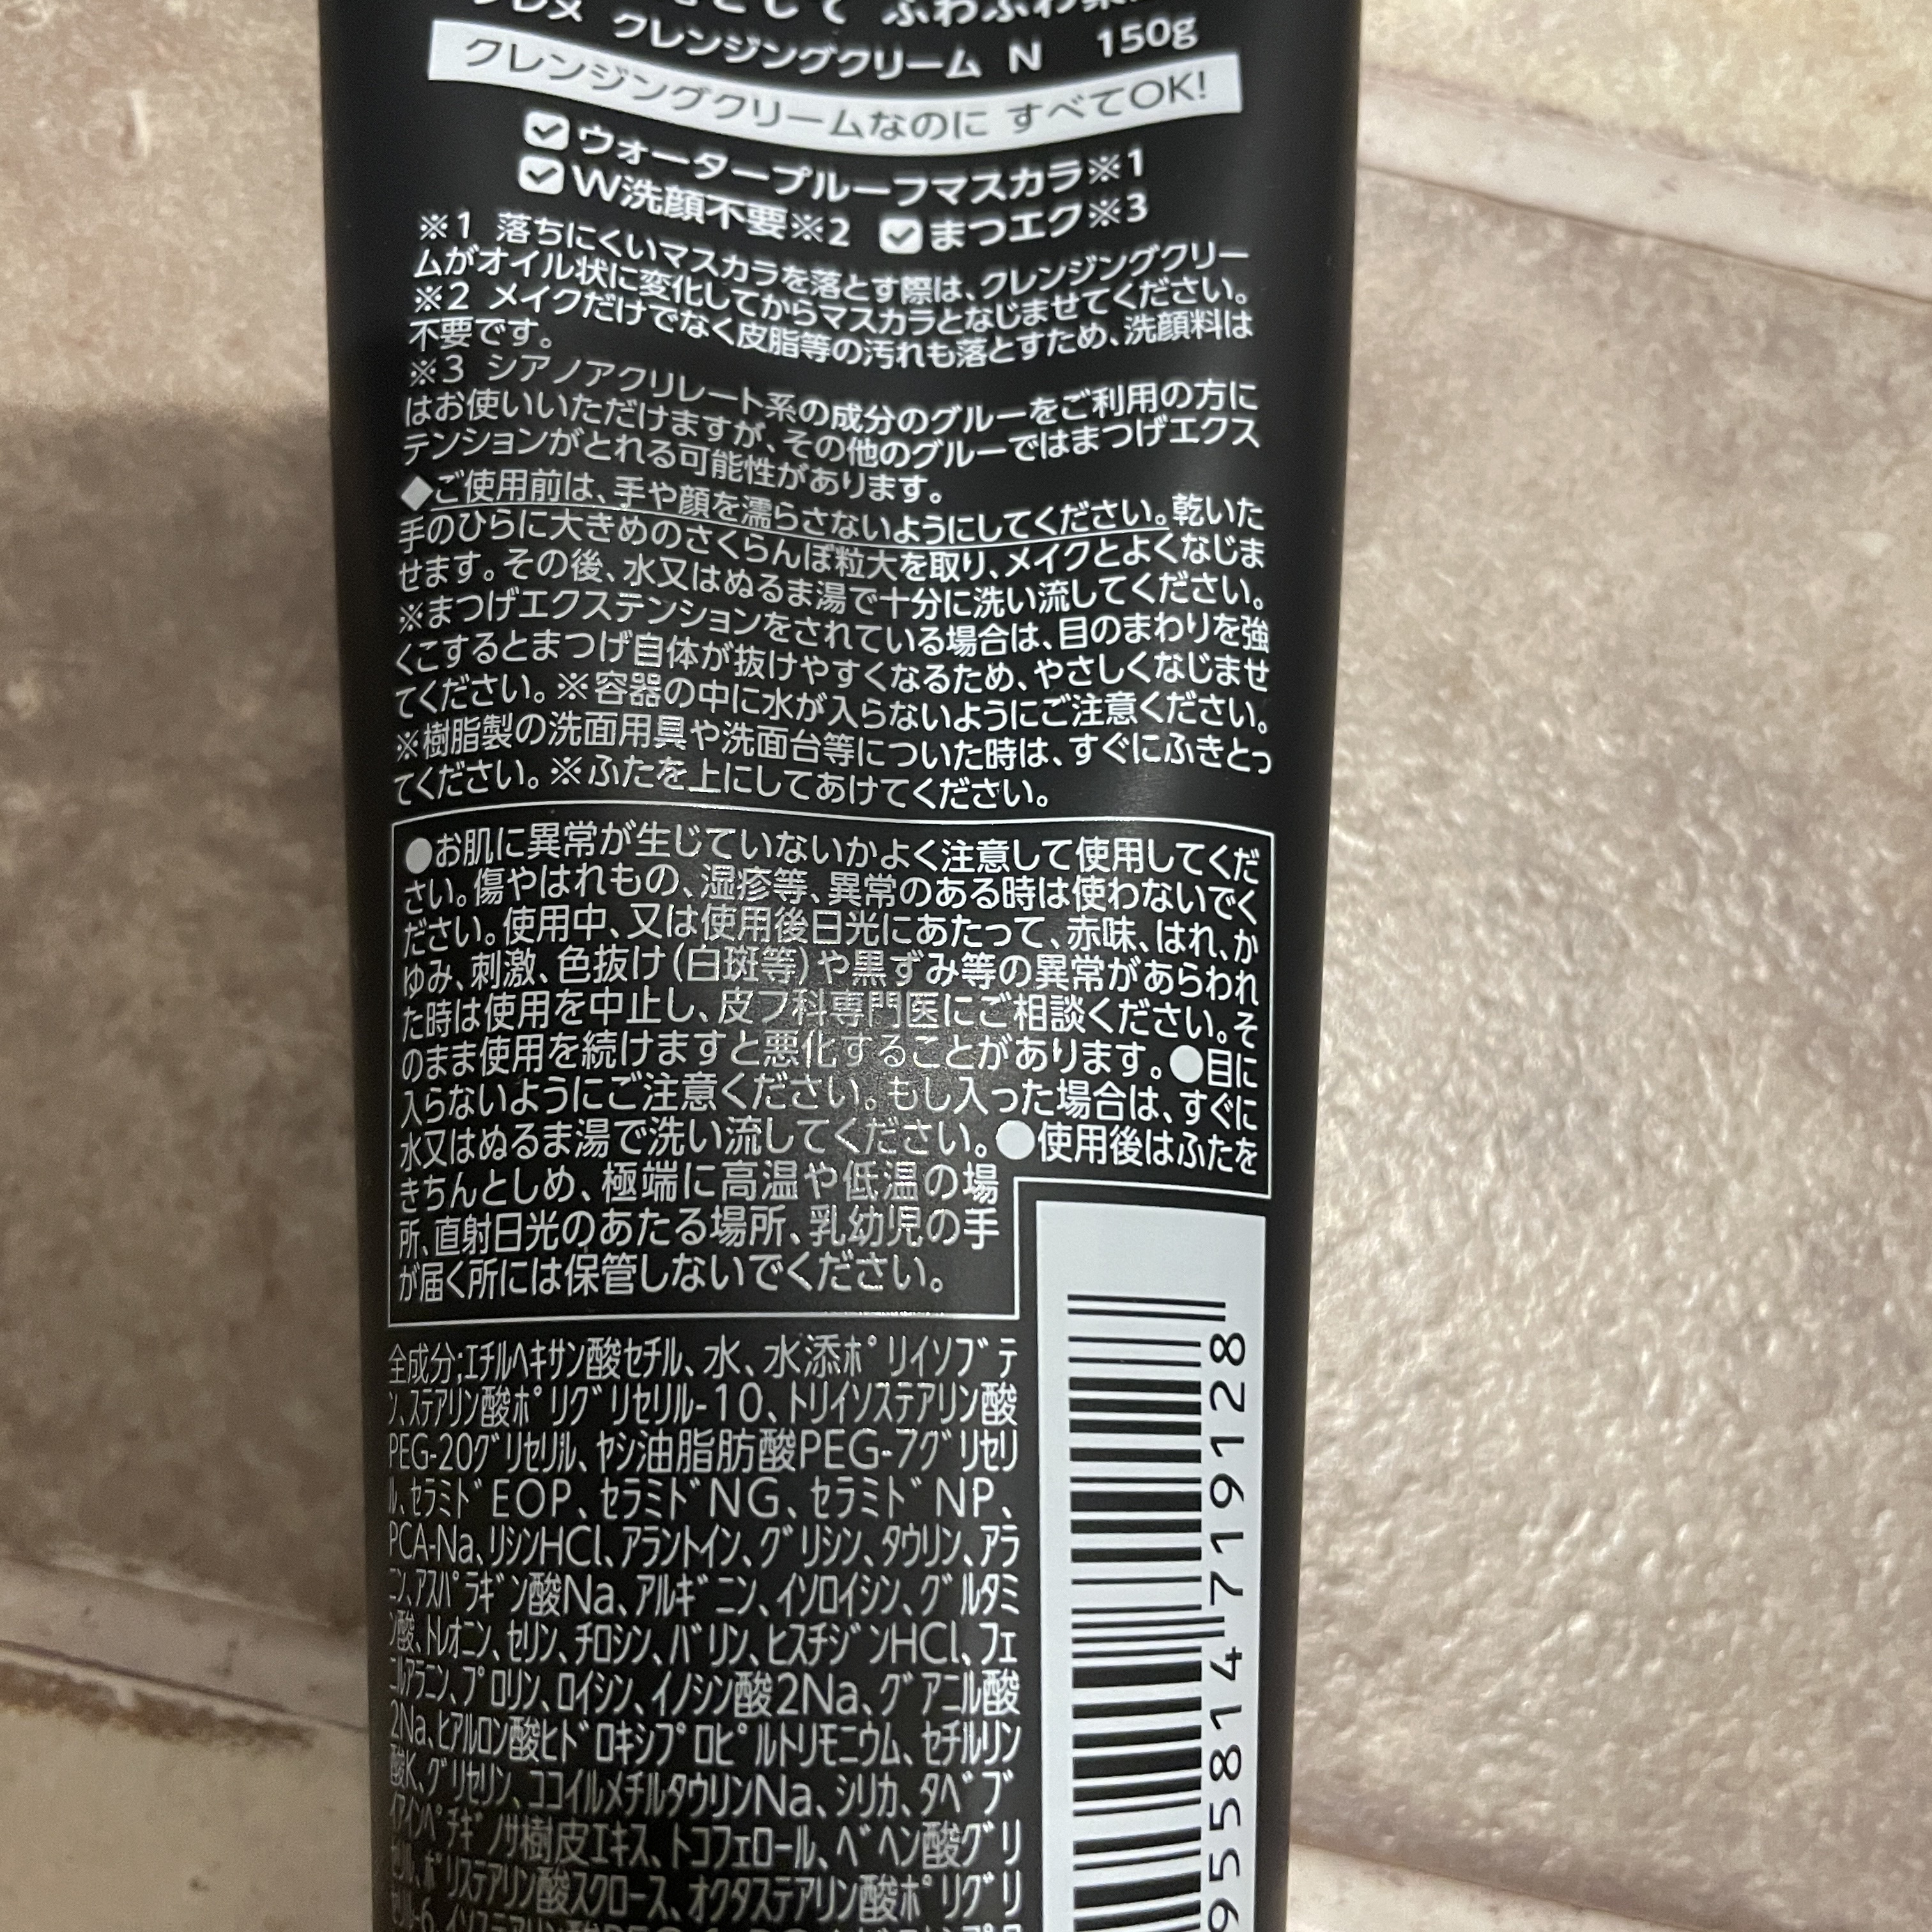 として ふわふわ
クレンジングクリーム N 150g
クレンジングクリームなのに すべてOK!
ウォータープルーフマスカラ※1
W洗顔不要※2 まつエク※3
※1 落ちにくいマスカラを落とす際は、クレンジングクリー
ムがオイル状に変化してからマスカラとなじませてください。
※2 メイクだけでなく皮脂等の汚れも落とすため、洗顔料は
不要です。
※3 シアノアクリレート系の成分のグルーをご利用の方に
はお使いいただけますが、その他のグルーではまつげエクス
テンションがとれる可能性があります。
◆ご使用前は、手や顔を濡らさないようにしてください。乾いた
手のひらに大きめのさくらんぼ粒大を取り、メイクとよくなじま
せます。その後、水又はぬるま湯で十分に洗い流してください。
※まつげエクステンションをされている場合は、目のまわりを強
くこするとまつげ自体が抜けやすくなるため、やさしくなじませ
てください。※容器の中に水が入らないようにご注意ください。
※樹脂製の洗面用具や洗面台等についた時は、すぐにふきとっ
てください。※ふたを上にしてあけてください。
●お肌に異常が生じていないかよく注意して使用してくだ
さい。傷やはれもの、湿疹等、異常のある時は使わないでく
ださい。使用中、又は使用後日光にあたって、赤味、はれ、か
ゆみ、刺激、色抜け(白斑等)や黒ずみ等の異常があらわれ
た時は使用を中止し、皮フ科専門医にご相談ください。そ
のまま使用を続けますと悪化することがあります。●目に
入らないようにご注意ください。もし入った場合は、すぐに
水又はぬるま湯で洗い流してください。●使用後はふたを
きちんとしめ、極端に高温や低温の場
所、直射日光のあたる場所、乳幼児の手
が届く所には保管しないでください。
全成分;エチルヘキサン酸セチル、水、水添ポリイソブテ
ン、ステアリン酸ポリグリセリル-10、トリイソステアリン酸
PEG-20グリセリル、ヤシ油脂肪酸PEG-7グリセリ
ル、セラミドEOP、セラミドNG、セラミドNP、
PCA-Na、リシンHCl、アラントイン、グリシン、タウリン、アラ
ニン、アスパラギン酸Na、アルギニン、イソロイシン、グルタミ
ン酸、トレオニン、セリン、チロシン、バリン、ヒスチジンHCl、フェ
ニルアラニン、プロリン、ロイシン、イノシン酸2Na、グアニル酸
2Na、ヒアルロン酸ヒドロキシプロピルトリモニウム、セチルリン
酸K、グリセリン、ココイルメチルタウリンNa、シリカ、タベブ
イアインペチギノサ樹皮エキス、トコフェロール、ベヘン酸グリ
セリル、ポリステアリン酸スクロース、オクタステアリン酸ポリグリ
セリル-6、
955814 719128